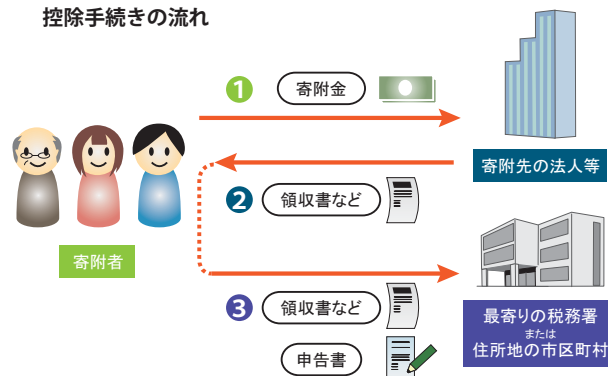 控除手続きの流れ
1 寄附金
寄附先の法人等
2 領収書など
寄附者
3 領収書など
申告書
最寄りの税務署
または
住所地の市区町村